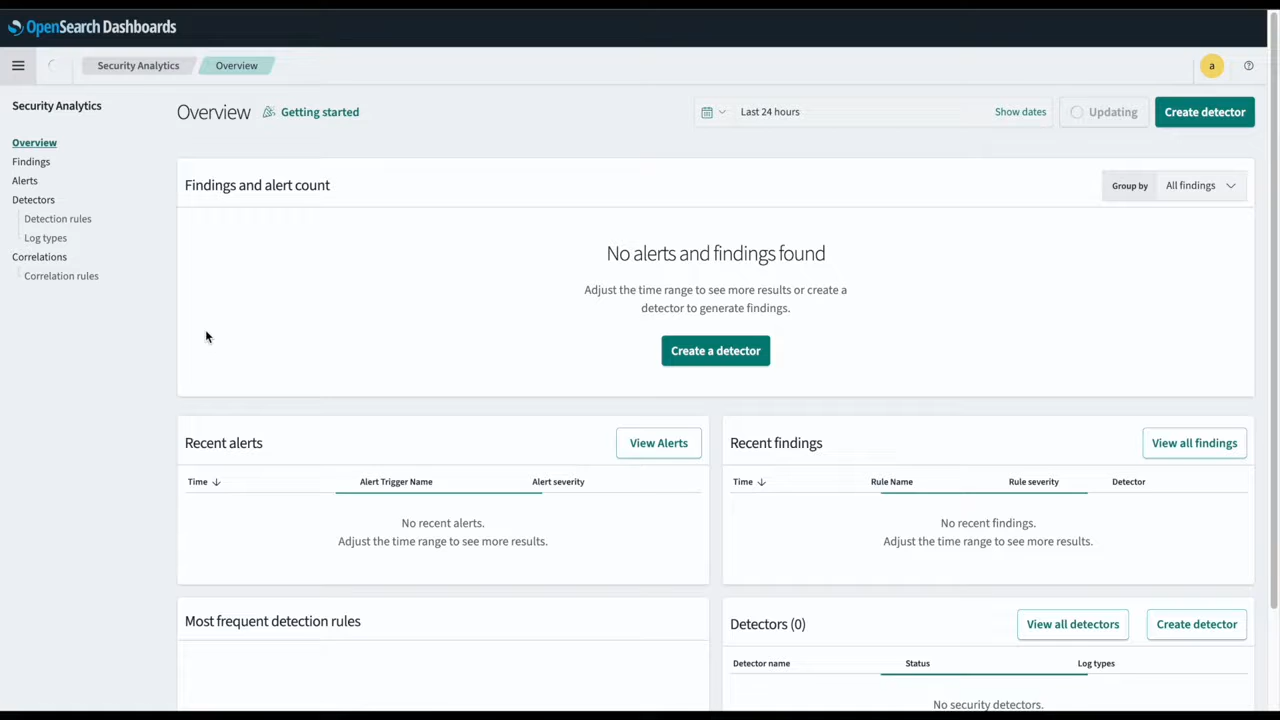 OpenSearch Dashboards
Security Analytics
Overview
a
Security Analytics
Overview
Findings
Alerts
Detectors
Detection rules
Log types
Correlations
Correlation rules
Overview
Getting started
Last 24 hours
Show dates
Updating
Create detector
Findings and alert count
Group by
All findings
No alerts and findings found
Adjust the time range to see more results or create a
detector to generate findings.
Create a detector
Recent alerts
View Alerts
Time
Alert Trigger Name
Alert severity
No recent alerts.
Adjust the time range to see more results.
Recent findings
View all findings
Time
Rule Name
Rule severity
Detector
No recent findings.
Adjust the time range to see more results.
Most frequent detection rules
Detectors (0)
View all detectors
Create detector
Detector name
Status
Log types
No security detectors.